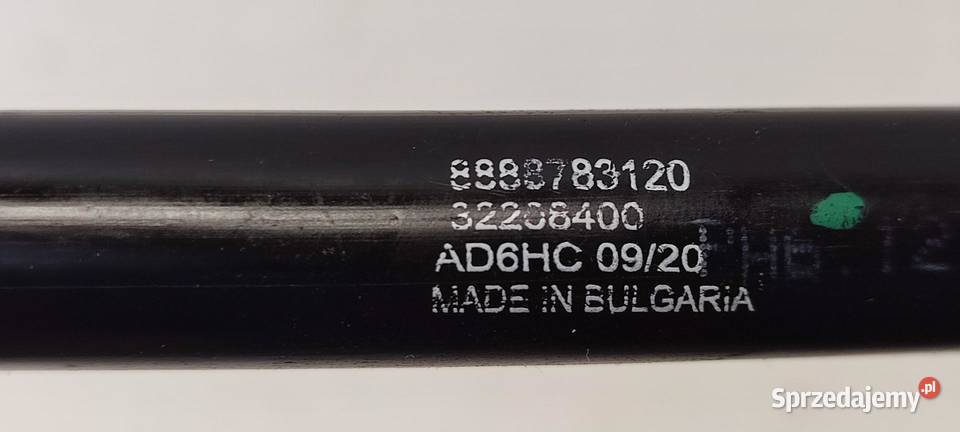 8888783120
32208400
AD6HC 09/20
MADE IN BULGARIA
Sprzedajemy.pl